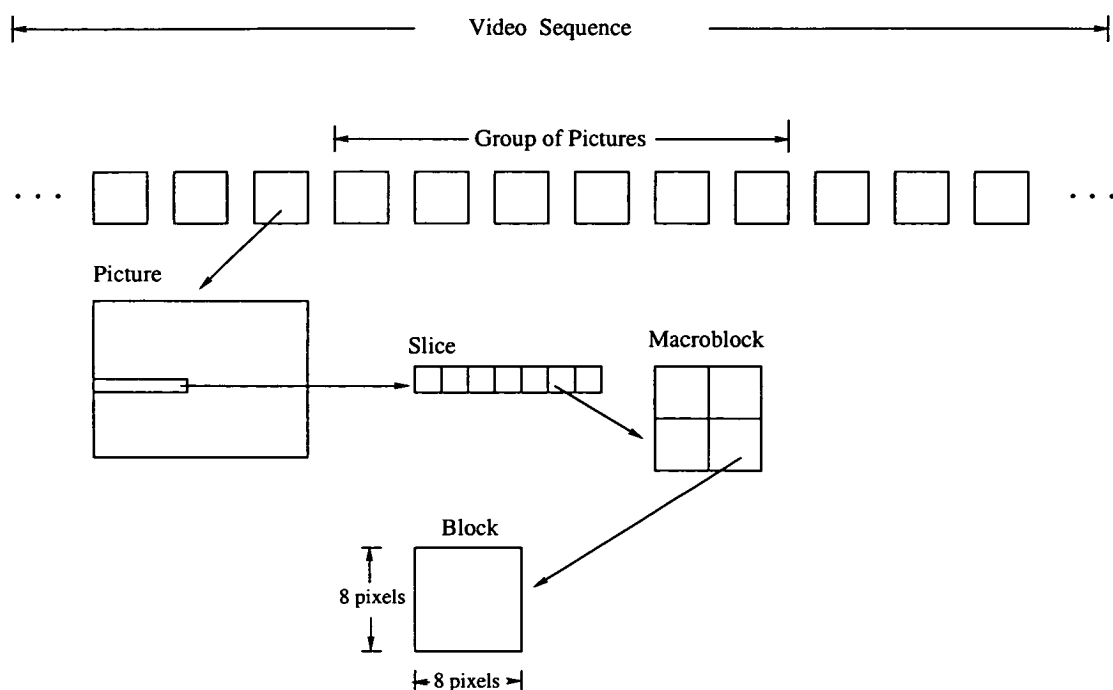 Video Sequence
Group of Pictures
. . .
. . .
Picture
Slice
Macroblock
Block
8 pixels
8 pixels